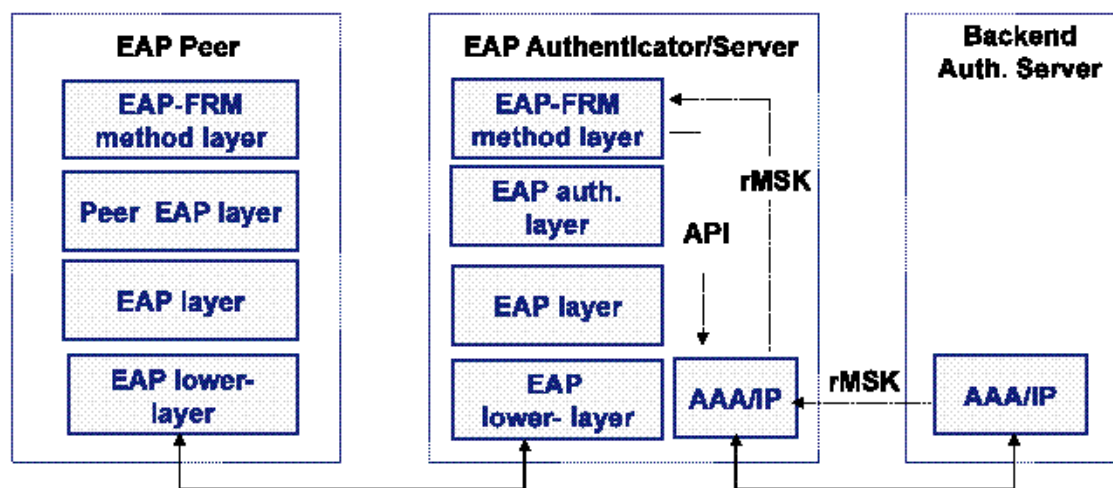 EAP Peer
EAP-FRM
method layer
Peer EAP layer
EAP layer
EAP lower-
layer
EAP Authenticator/Server
EAP-FRM
method layer
EAP auth.
layer
EAP layer
EAP
lower- layer
rMSK
API
AAA/IP
rMSK
Backend
Auth. Server
AAA/IP